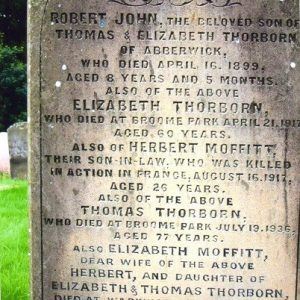 ROBERT JOHN, THE BELOVED SON OF
THOMAS & ELIZABETH THORBORN
OF ABBERWICK,
WHO DIED APRIL 16. 1899.
AGED 8 YEARS AND 5 MONTHS.
ALSO OF THE ABOVE
ELIZABETH THORBORN,
WHO DIED AT BROOME PARK APRIL 21, 1917
AGED 60 YEARS.
ALSO OF HERBERT MOFFITT,
THEIR SON-IN-LAW, WHO WAS KILLED
IN ACTION IN FRANCE, AUGUST 16, 1917,
AGED 26 YEARS.
ALSO OF THE ABOVE
THOMAS THORBORN,
WHO DIED AT BROOME PARK JULY 19, 1936,
AGED 77 YEARS.
ALSO ELIZABETH MOFFITT,
DEAR WIFE OF THE ABOVE
HERBERT, AND DAUGHTER OF
ELIZABETH & THOMAS THORBORN,
DIED AT